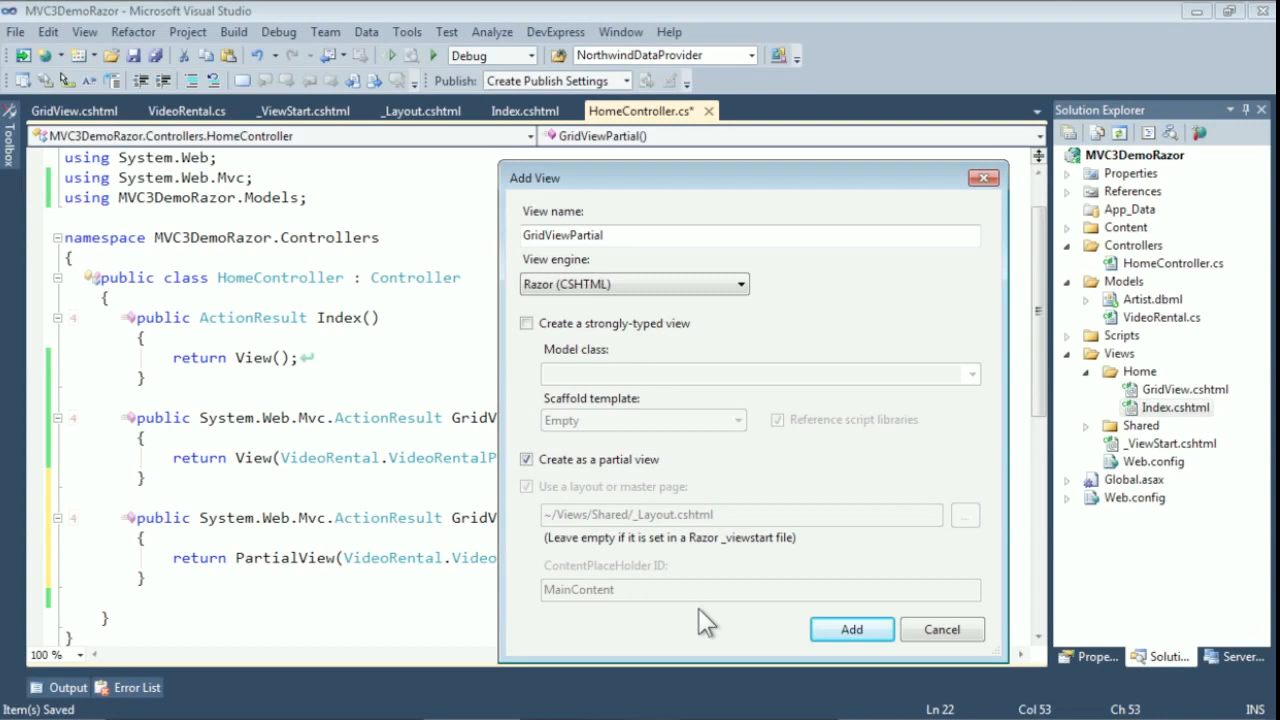 MVC3DemoRazor - Microsoft Visual Studio
File Edit View Refactor Project Build Debug Team Data Tools Test Analyze DevExpress Window Help
Debug NorthwindDataProvider
Publish: Create Publish Settings
GridView.cshtml VideoRental.cs _ViewStart.cshtml _Layout.cshtml Index.cshtml HomeController.cs*
MVC3DemoRazor.Controllers.HomeController GridViewPartial()
Toolbox
using System.Web;
using System.Web.Mvc;
using MVC3DemoRazor.Models;
namespace MVC3DemoRazor.Controllers
{
public class HomeController : Controller
{
4 public ActionResult Index()
{
return View();
}
4 public System.Web.Mvc.ActionResult GridV
{
return View(VideoRental.VideoRentalP
}
4 public System.Web.Mvc.ActionResult GridV
{
return PartialView(VideoRental.Video
}
}
}
100 %
Add View
View name:
GridViewPartial
View engine:
Razor (CSHTML)
Create a strongly-typed view
Model class:
Scaffold template:
Empty Reference script libraries
Create as a partial view
Use a layout or master page:
~/Views/Shared/_Layout.cshtml ...
(Leave empty if it is set in a Razor _viewstart file)
ContentPlaceHolder ID:
MainContent
Add Cancel
Solution Explorer
MVC3DemoRazor
Properties
References
App_Data
Content
Controllers
HomeController.cs
Models
Artist.dbml
VideoRental.cs
Scripts
Views
Home
GridView.cshtml
Index.cshtml
Shared
_ViewStart.cshtml
Web.config
Global.asax
Web.config
Prope... Soluti... Server...
Output Error List
Item(s) Saved Ln 22 Col 53 Ch 53 INS